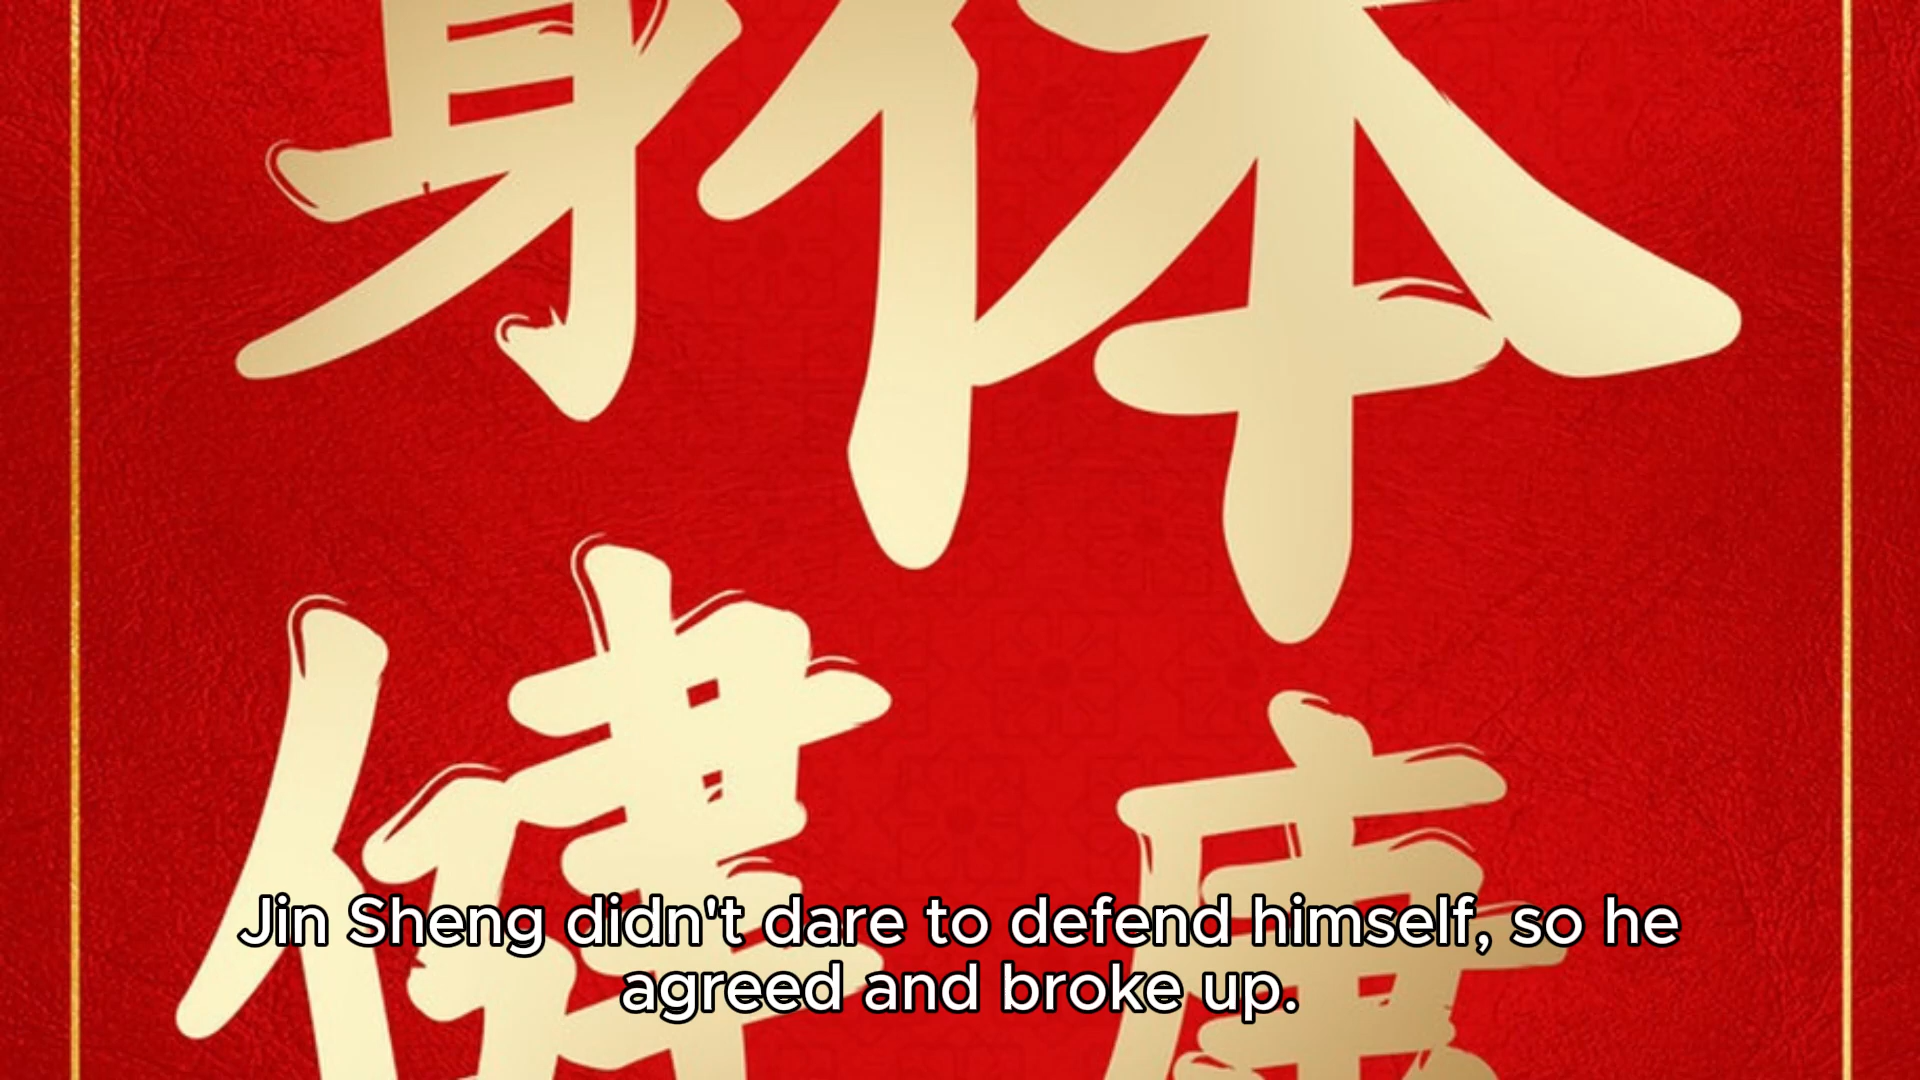 身体
健康
Jin Sheng didn't dare to defend himself, so he
agreed and broke up.